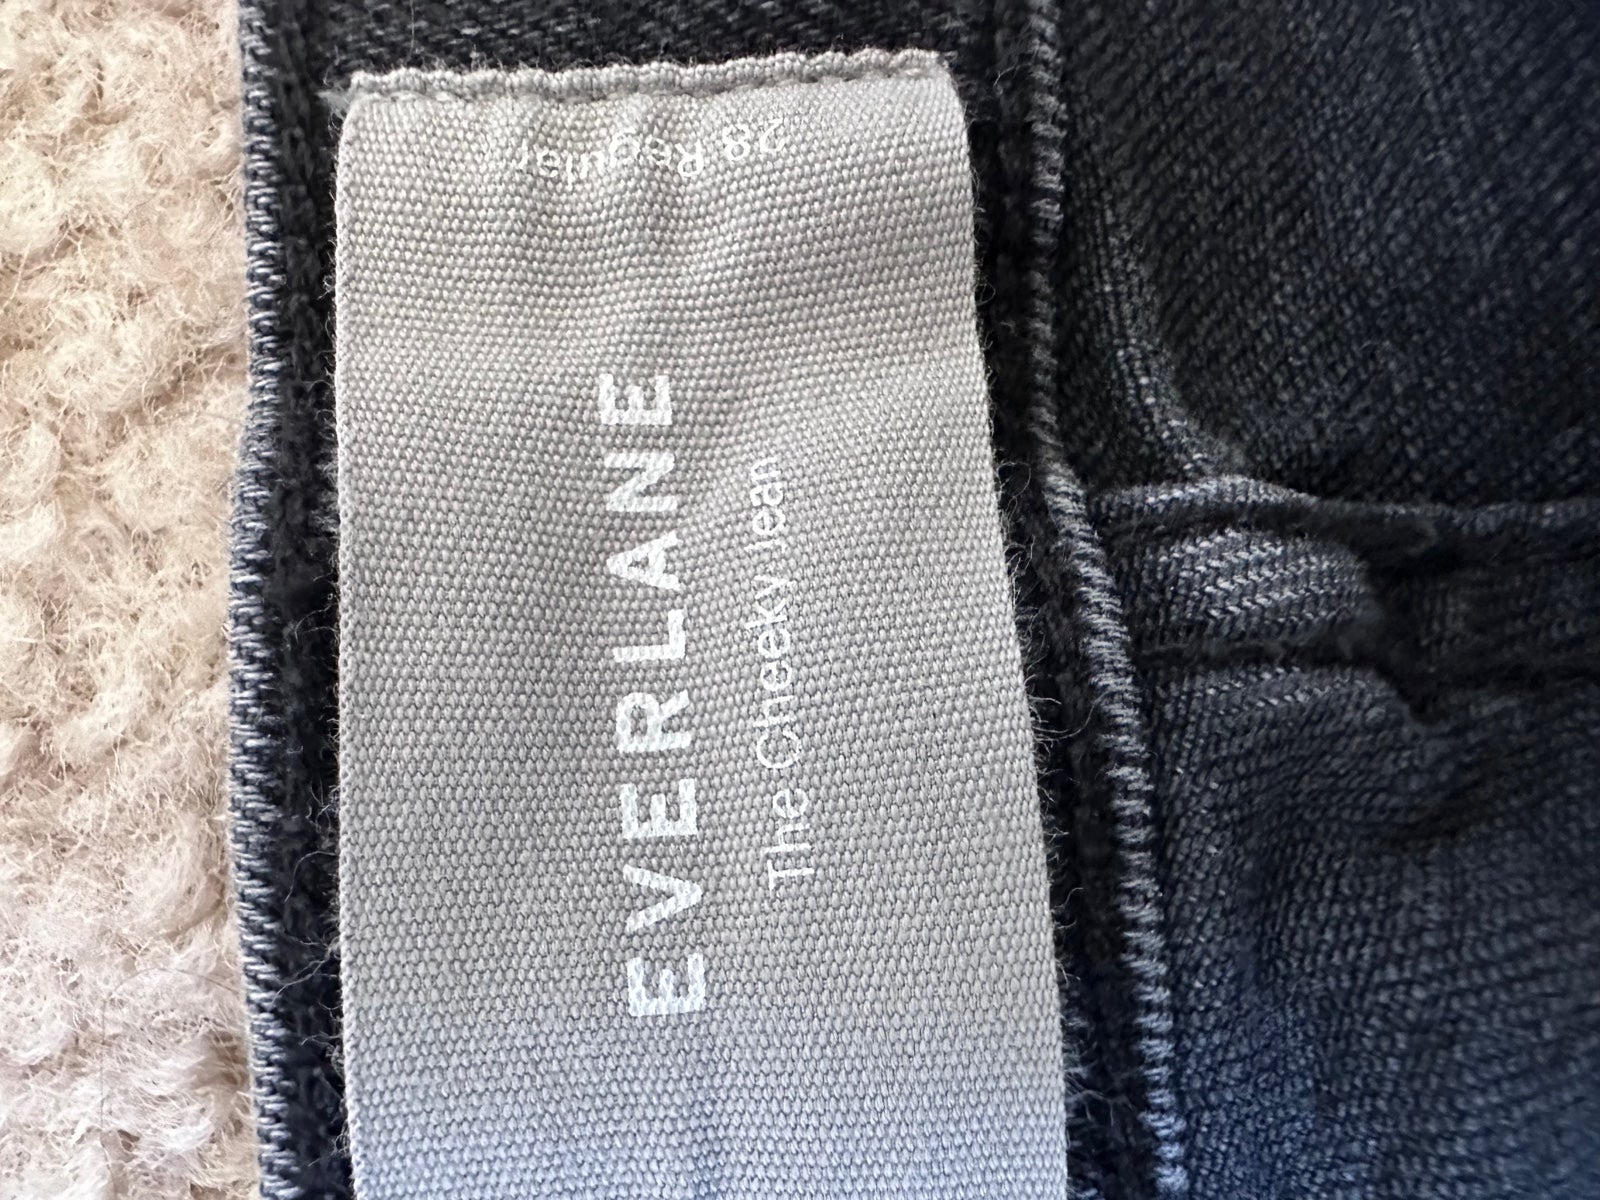 EVERLANE
The Cheeky Jean
28 Regular